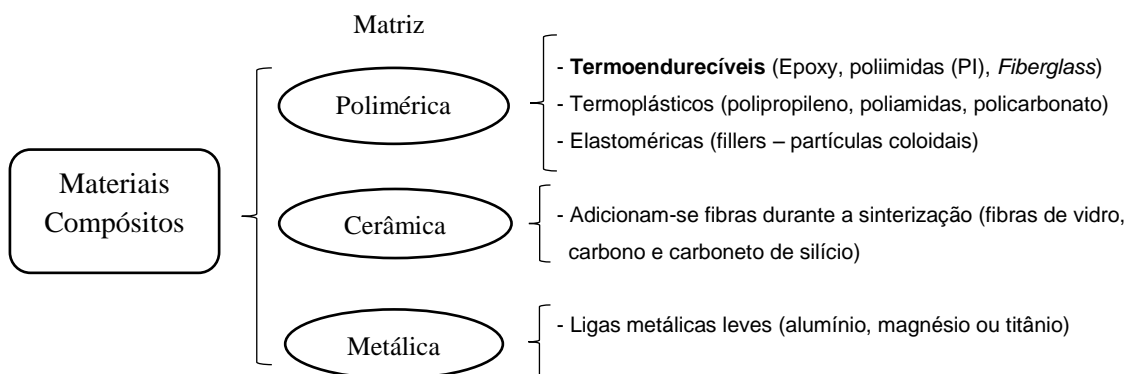 Matriz
Materiais
Compósitos
Polimérica
- Termoendurecíveis (Epoxy, poliimidas (PI), Fiberglass)
- Termoplásticos (polipropileno, poliamidas, policarbonato)
- Elastoméricas (fillers – partículas coloidais)
Cerâmica
- Adicionam-se fibras durante a sinterização (fibras de vidro,
carbono e carboneto de silício)
Metálica
- Ligas metálicas leves (alumínio, magnésio ou titânio)